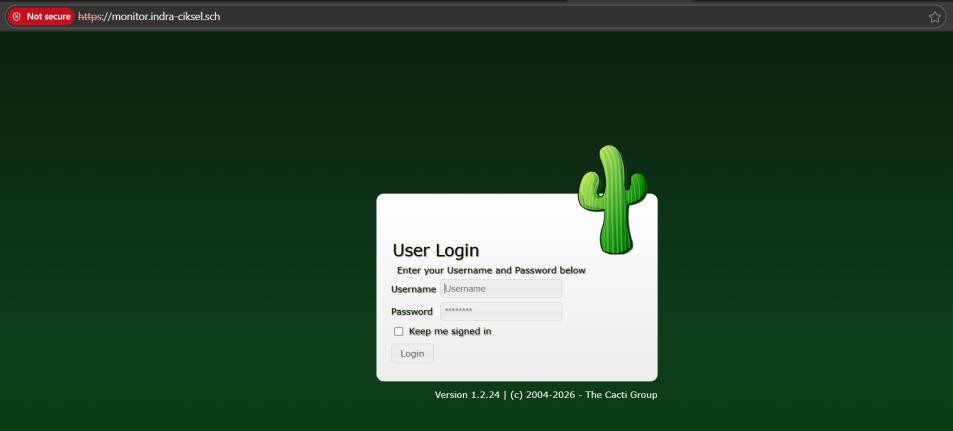 Not secure https://monitor.indra-ciksel.sch
User Login
Enter your Username and Password below
Username Username
Password ********
Keep me signed in
Login
Version 1.2.24 | (c) 2004-2026 - The Cacti Group